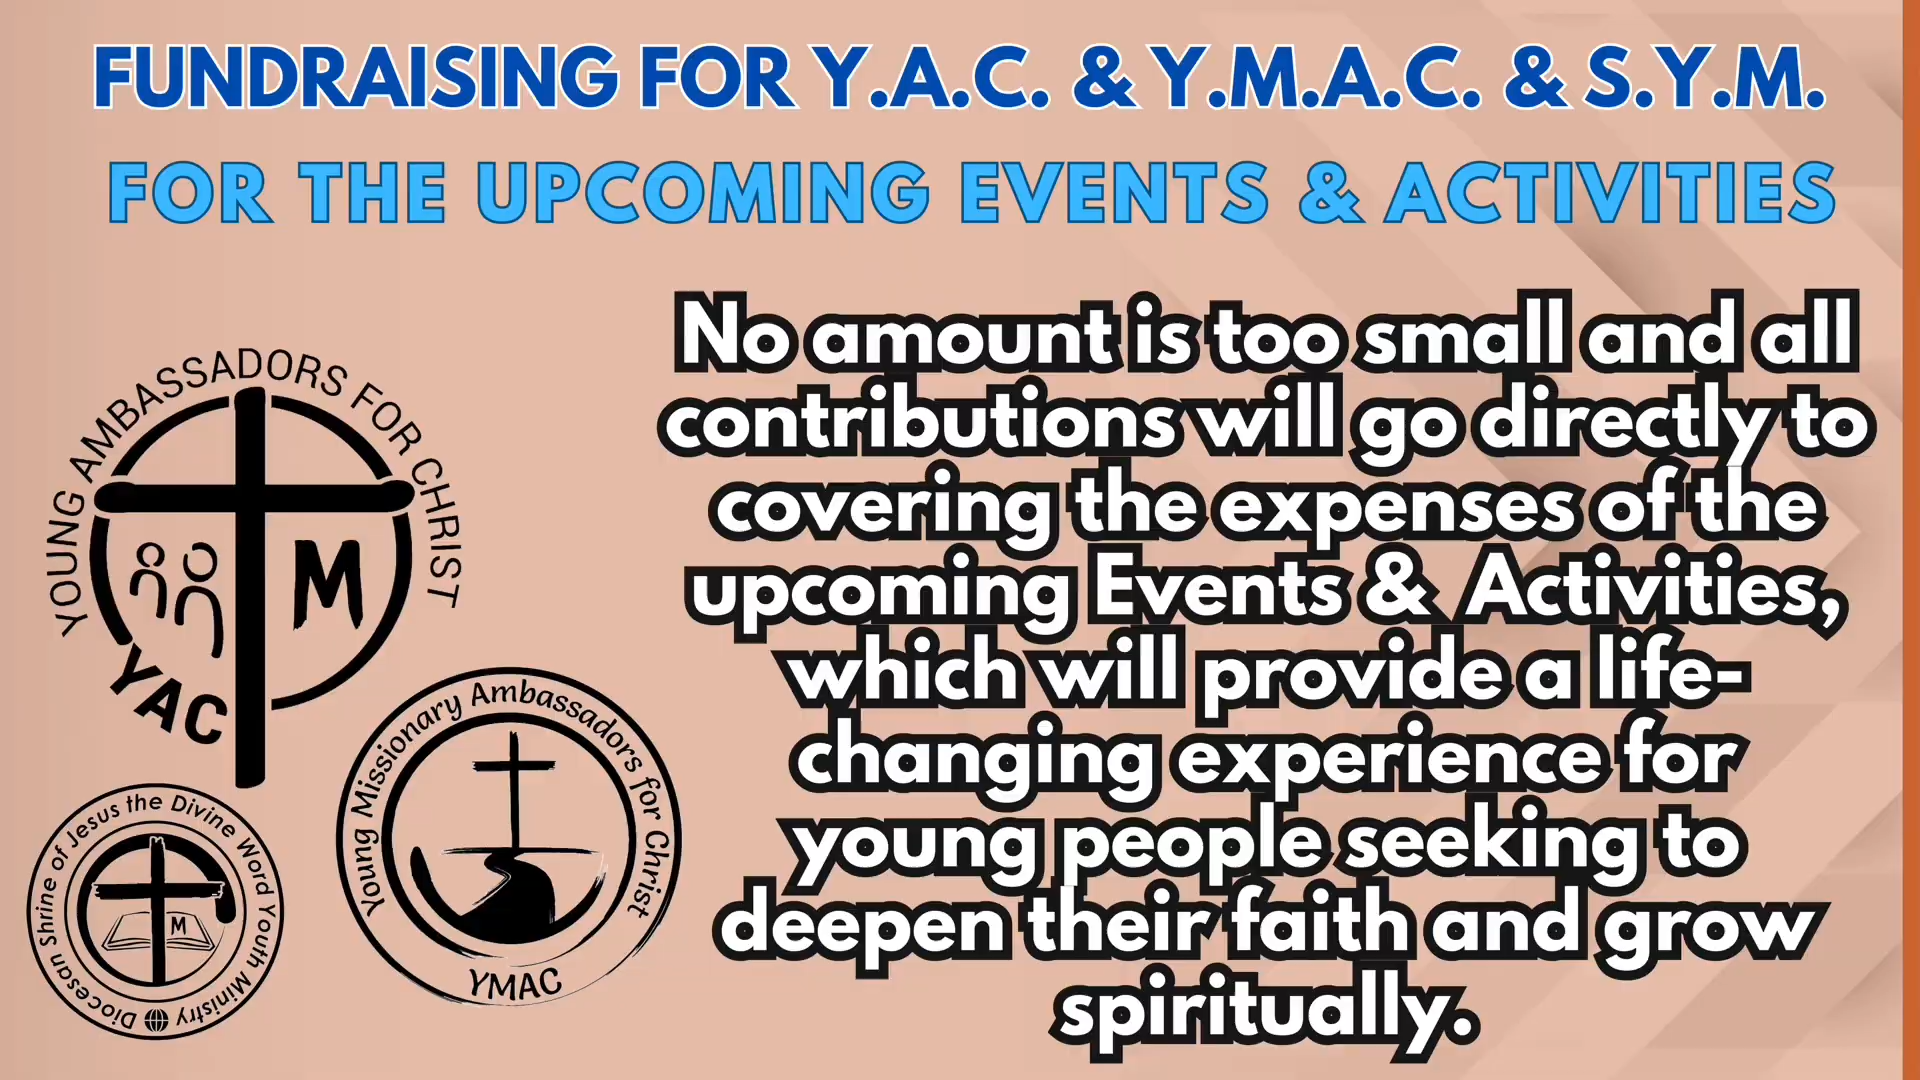 FUNDRAISING FOR Y.A.C. & Y.M.A.C. & S.Y.M.
FOR THE UPCOMING EVENTS & ACTIVITIES
No amount is too small and all
contributions will go directly to
covering the expenses of the
upcoming Events & Activities,
which will provide a life-
changing experience for
young people seeking to
deepen their faith and grow
spiritually.
YOUNG AMBASSADORS FOR CHRIST
M
YAC
Young Missionary Ambassadors for Christ
YMAC
Diocesan Shrine of Jesus the Divine Word Youth Ministry
M